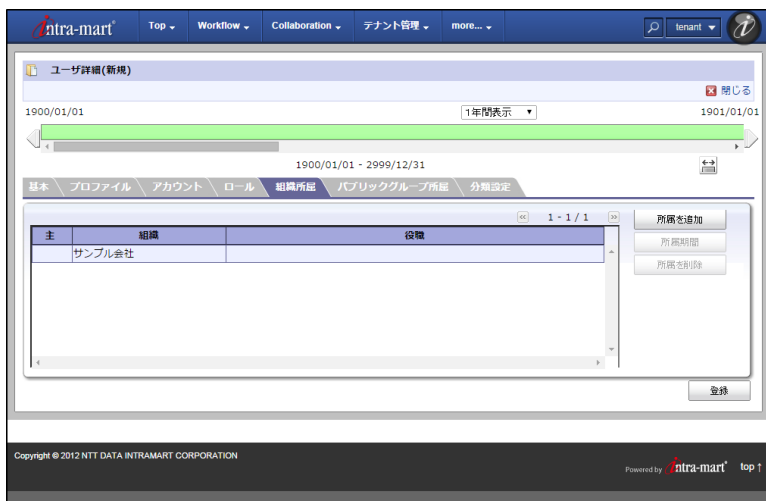 intra-mart® Top Workflow Collaboration テナント管理 more... tenant
ユーザ詳細(新規)
閉じる
1900/01/01 1年間表示 1901/01/01
1900/01/01 - 2999/12/31
基本 プロファイル アカウント ロール 組織所属 パブリックグループ所属 分類設定
1 - 1 / 1 所属を追加
主 組織 役職
所属期間
サンプル会社
所属を削除
登録
Copyright © 2012 NTT DATA INTRAMART CORPORATION
Powered by intra-mart® top ↑